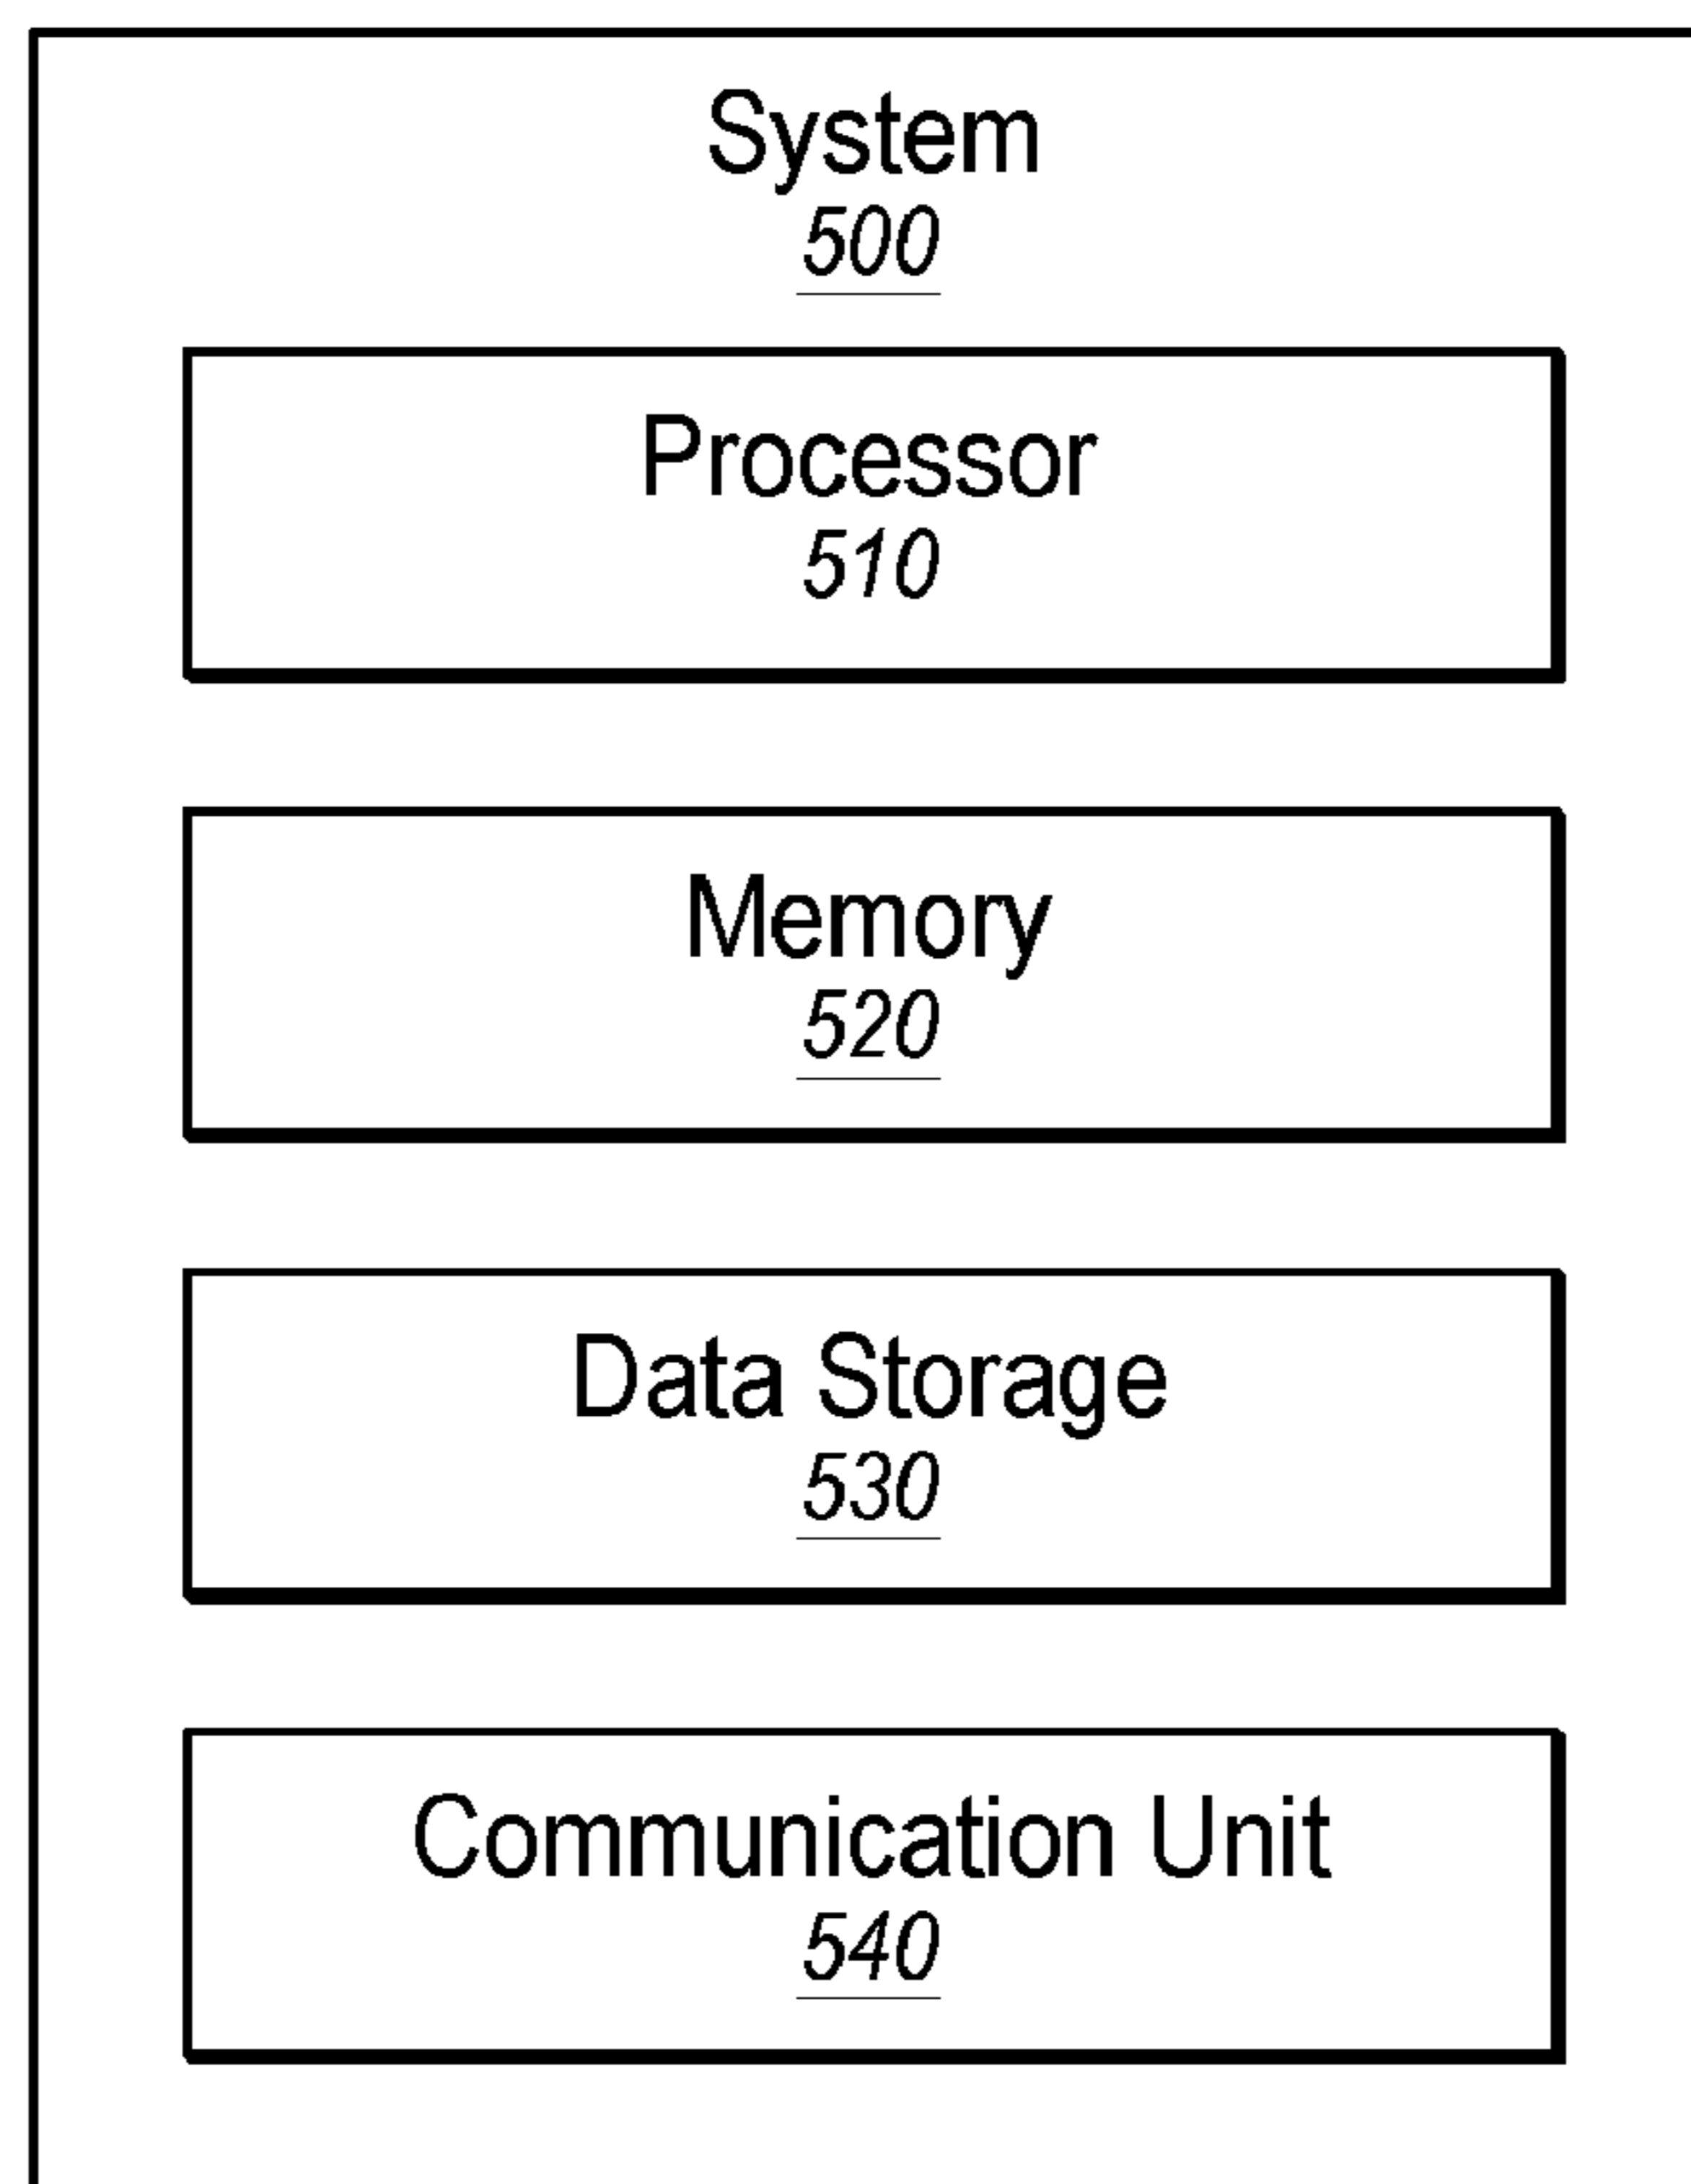 System
500
Processor
510
Memory
520
Data Storage
530
Communication Unit
540